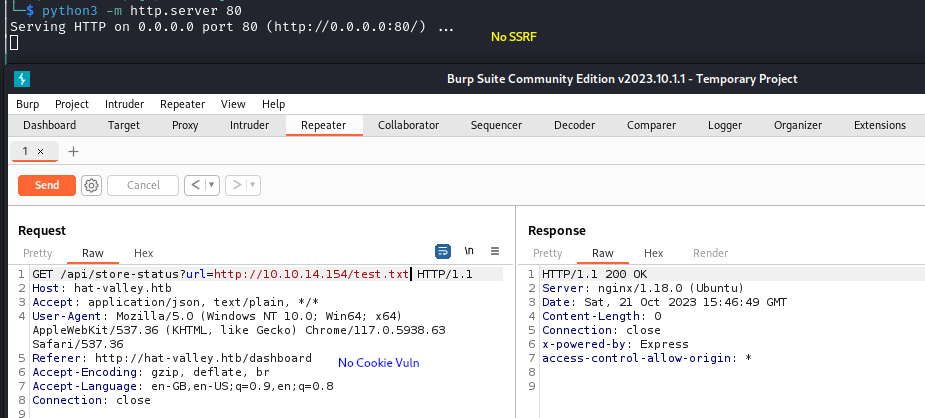 └─$ python3 -m http.server 80
Serving HTTP on 0.0.0.0 port 80 (http://0.0.0.0:80/) ...
No SSRF
Burp Suite Community Edition v2023.10.1.1 - Temporary Project
Burp Project Intruder Repeater View Help
Dashboard Target Proxy Intruder Repeater Collaborator Sequencer Decoder Comparer Logger Organizer Extensions
1 × +
Send Cancel < ▼ > ▼
Request
Pretty Raw Hex \n
1 GET /api/store-status?url=http://10.10.14.154/test.txt HTTP/1.1
2 Host: hat-valley.htb
3 Accept: application/json, text/plain, */*
4 User-Agent: Mozilla/5.0 (Windows NT 10.0; Win64; x64)
AppleWebKit/537.36 (KHTML, like Gecko) Chrome/117.0.5938.63
Safari/537.36
5 Referer: http://hat-valley.htb/dashboard
No Cookie Vuln
6 Accept-Encoding: gzip, deflate, br
7 Accept-Language: en-GB,en-US;q=0.9,en;q=0.8
8 Connection: close
9
Response
Pretty Raw Hex Render
1 HTTP/1.1 200 OK
2 Server: nginx/1.18.0 (Ubuntu)
3 Date: Sat, 21 Oct 2023 15:46:49 GMT
4 Content-Length: 0
5 Connection: close
6 x-powered-by: Express
7 access-control-allow-origin: *
8
9